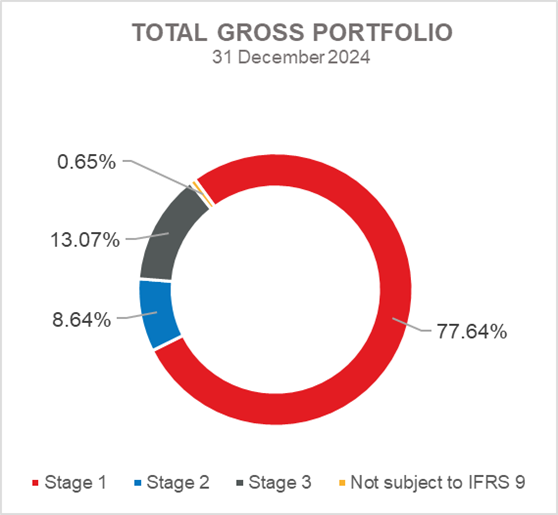 TOTAL GROSS PORTFOLIO
31 December 2024
0.65%
13.07%
8.64%
77.64%
Stage 1 Stage 2 Stage 3 Not subject to IFRS 9